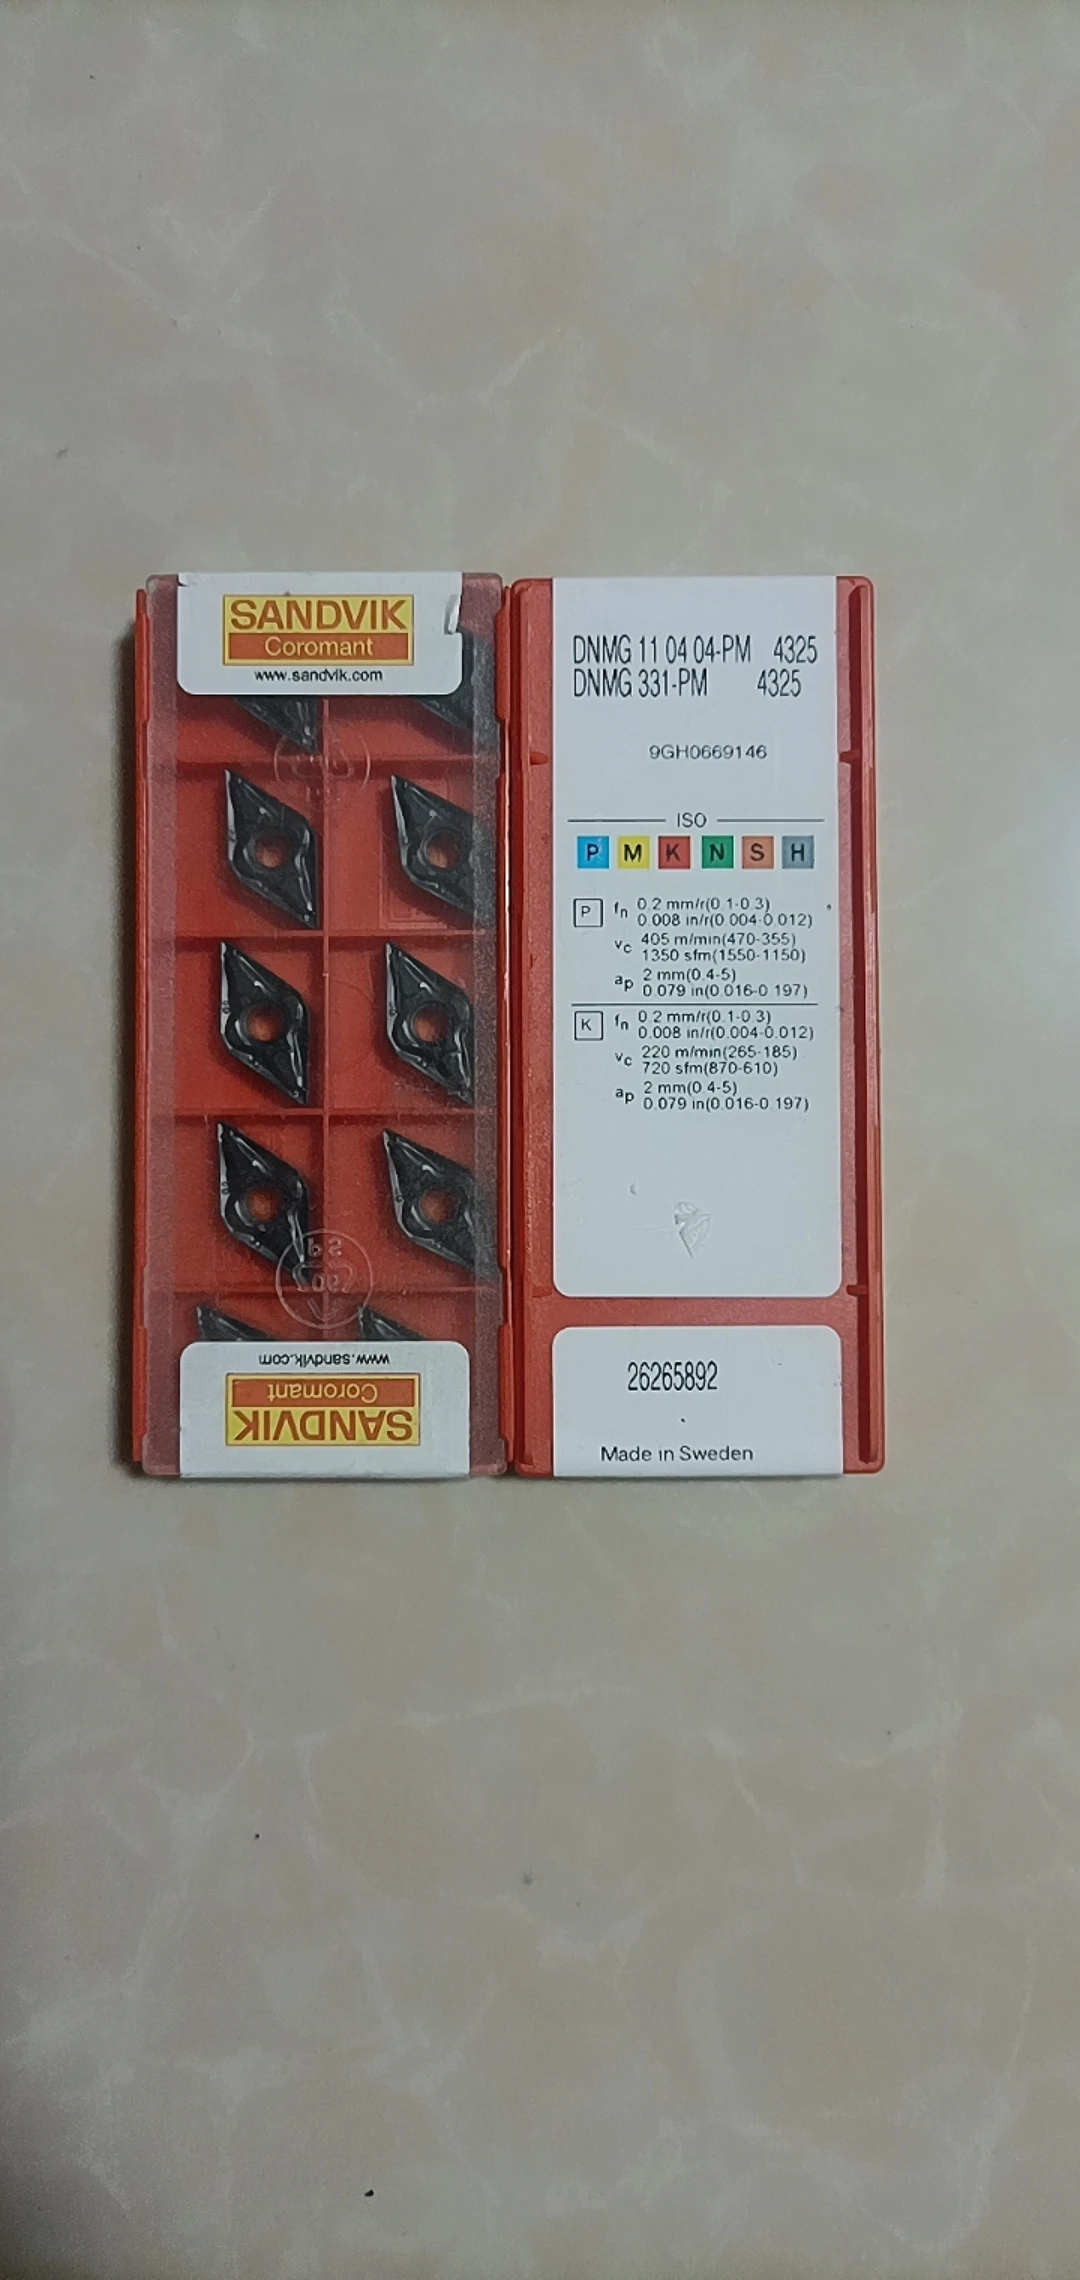 SANDVIK
Coromant
www.sandvik.com
www.sandvik.com
Coromant
SANDVIK
DNMG 11 04 04-PM 4325
DNMG 331-PM 4325
9GH0669146
ISO
P M K N S H
P fn 0.2 mm/r(0.1-0.3)
0.008 in/r(0.004-0.012)
vc 405 m/min(470-355)
1350 sfm(1550-1150)
ap 2 mm(0.4-5)
0.079 in(0.016-0.197)
K fn 0.2 mm/r(0.1-0.3)
0.008 in/r(0.004-0.012)
vc 220 m/min(265-185)
720 sfm(870-610)
ap 2 mm(0.4-5)
0.079 in(0.016-0.197)
26265892
Made in Sweden